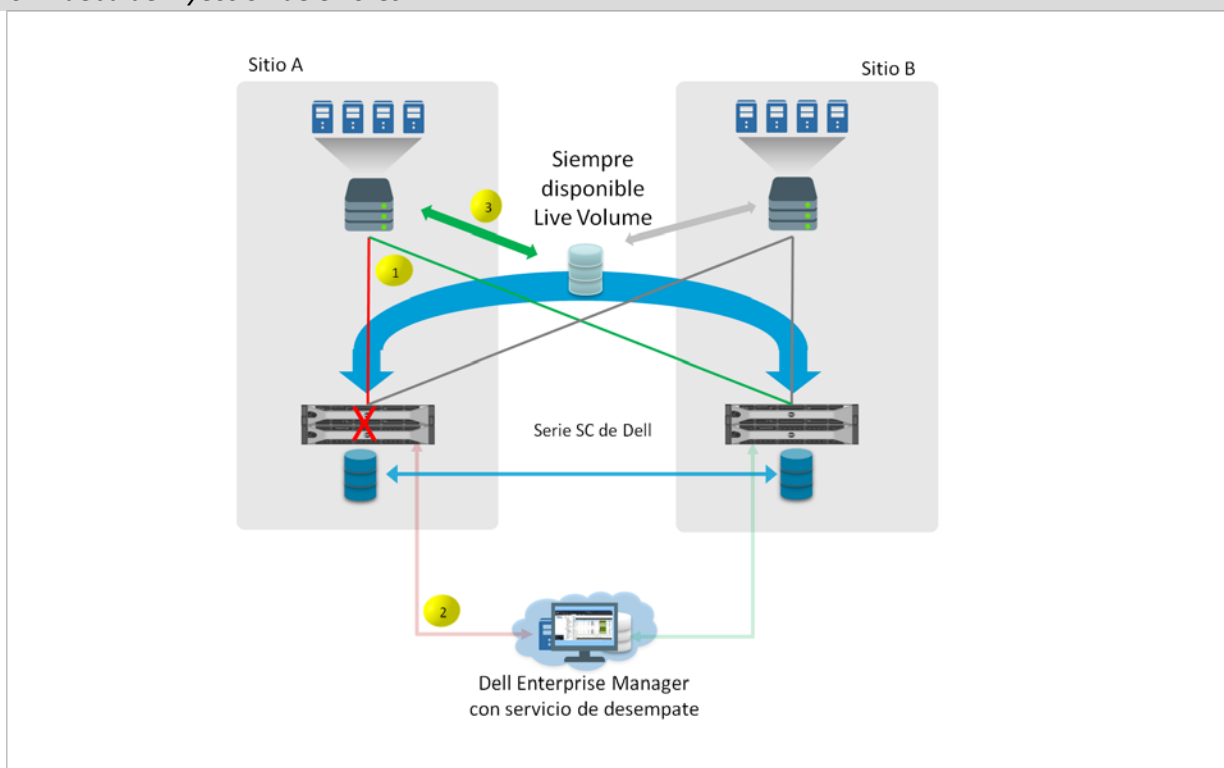 Sitio A
Sitio B
Siempre
disponible
Live Volume
3
1
Serie SC de Dell
2
Dell Enterprise Manager
con servicio de desempate